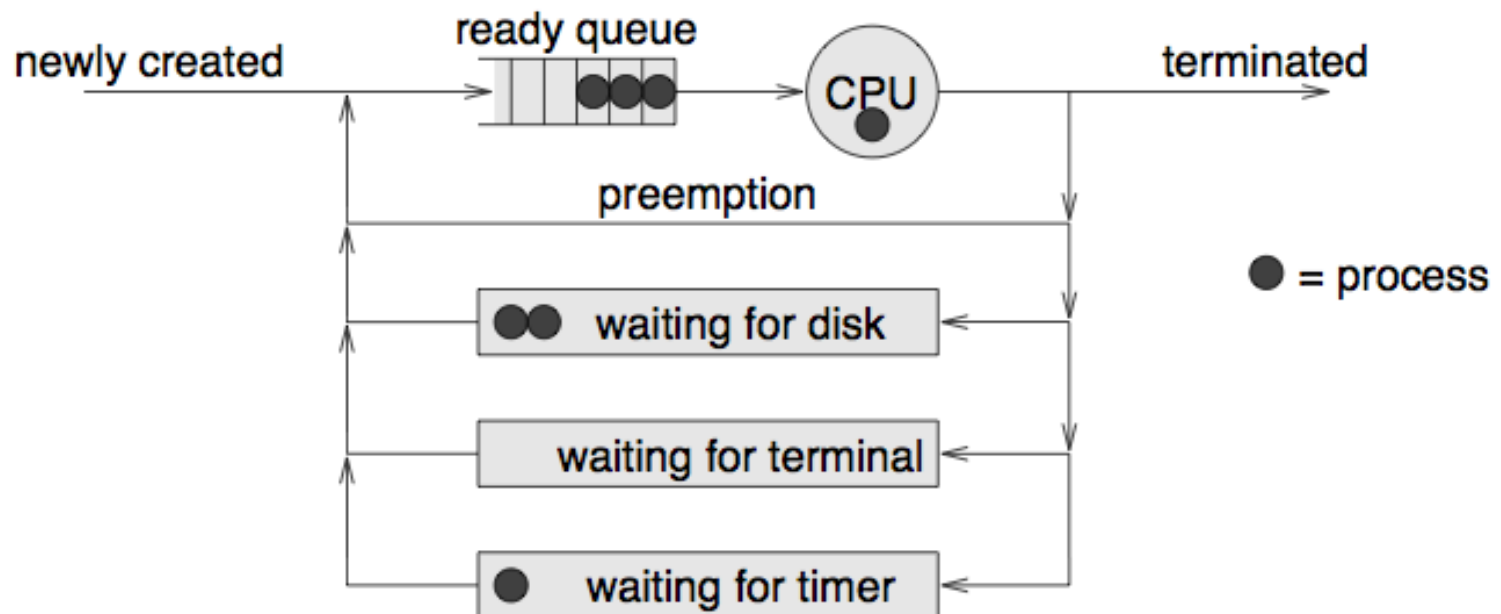 ready queue
newly created
CPU
terminated
preemption
= process
waiting for disk
waiting for terminal
waiting for timer